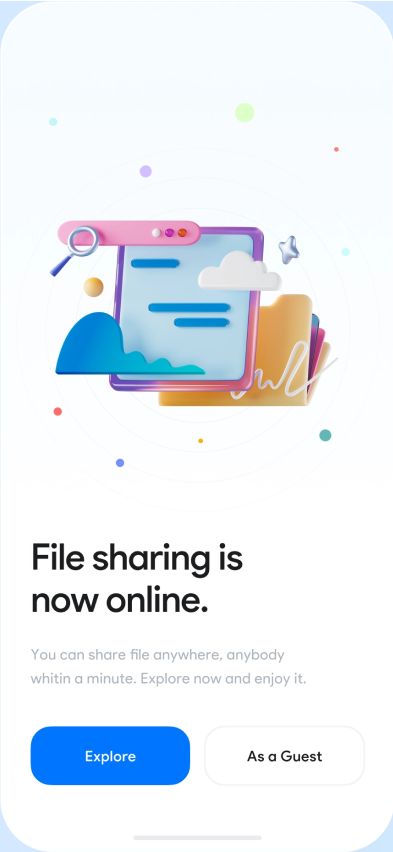 File sharing is
now online.
You can share file anywhere, anybody
whitin a minute. Explore now and enjoy it.
Explore
As a Guest